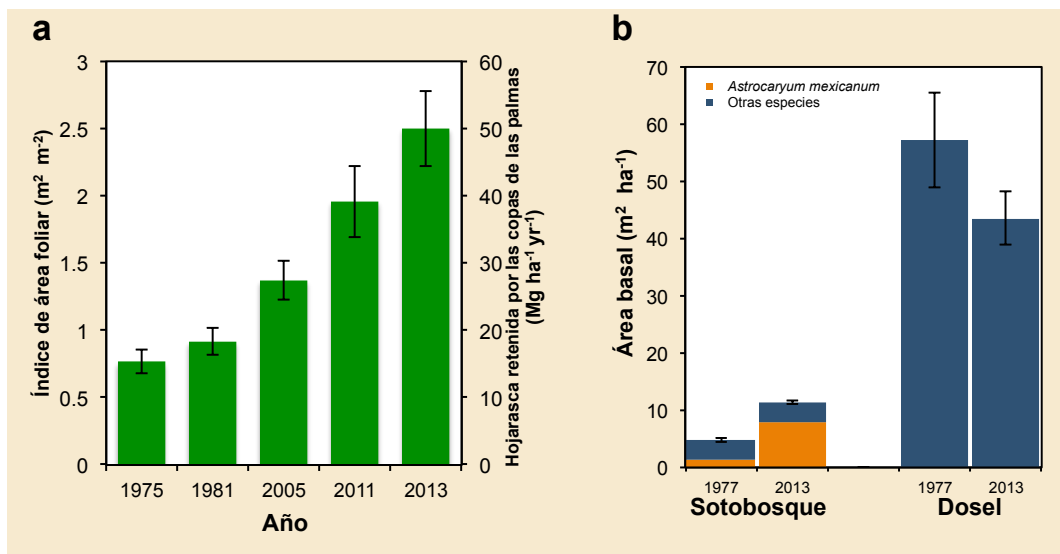 a
Índice de área foliar (m² m⁻²)
3
2.5
2
1.5
1
0.5
0
60
50
40
30
20
10
0
Hojarasca retenida por las copas de las palmas
(Mg ha⁻¹ yr⁻¹)
1975 1981 2005 2011 2013
Año
b
Área basal (m² ha⁻¹)
70
60
50
40
30
20
10
0
Astrocaryum mexicanum
Otras especies
1977 2013 1977 2013
Sotobosque Dosel